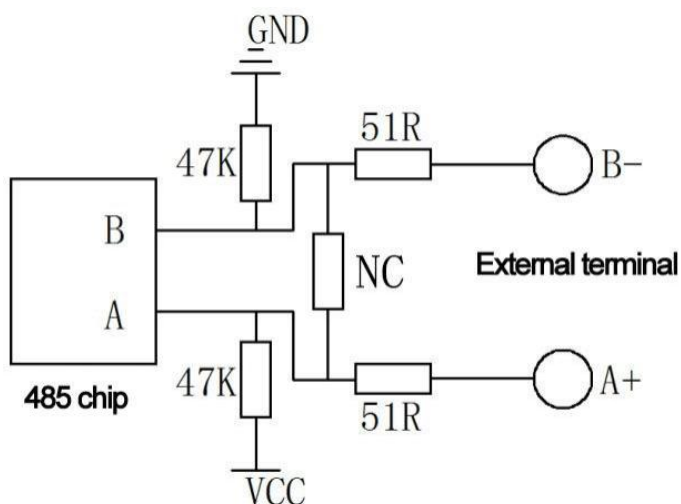 GND
51R
47K
B-
B
NC
External terminal
A
47K
A+
485 chip
51R
VCC